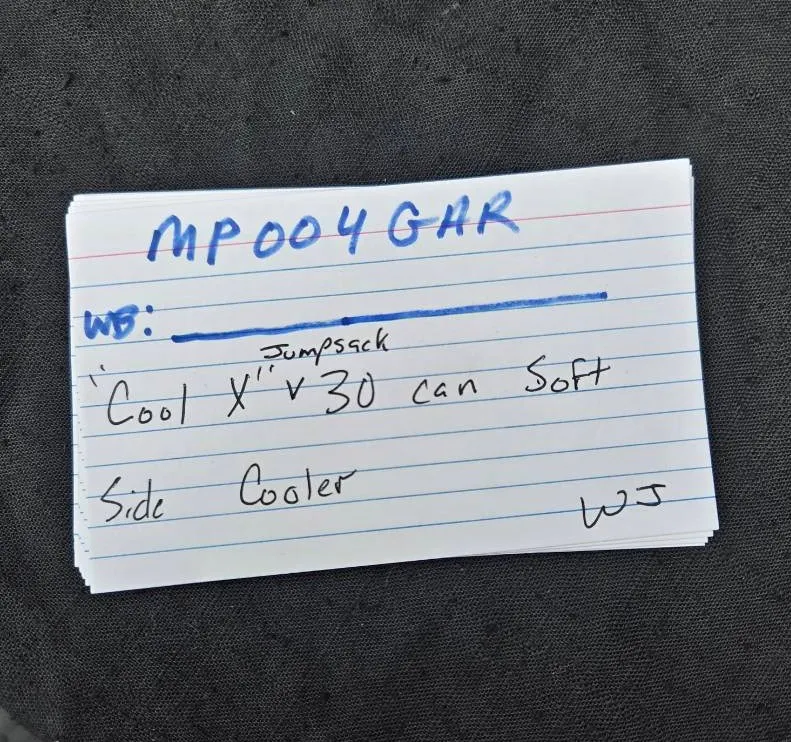 MP004GAR
WB:
Jumpsack
"Cool X" v 30 can Soft
Side Cooler
WJ